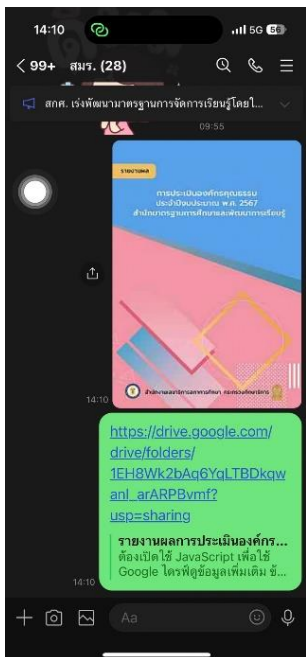 14:10
5G 56
99+ สมร. (28)
สกศ. เร่งพัฒนามาตรฐานการจัดการเรียนรู้โดยใ...
09:55
รายงานผล
การประเมินองค์กรคุณธรรม
ประจำปีงบประมาณ พ.ศ. 2567
สำนักมาตรฐานการศึกษาและพัฒนาการเรียนรู้
สำนักงานเลขาธิการสภาการศึกษา กระทรวงศึกษาธิการ
14:10
https://drive.google.com/
drive/folders/
1EH8Wk2bAq6YqLTBDkqw
anl_arARPBvmf?
usp=sharing
รายงานผลการประเมินองค์กร...
ต้องเปิดใช้ JavaScript เพื่อใช้
Google ไดรฟ์ดูข้อมูลเพิ่มเติม ข้...
14:10
Aa